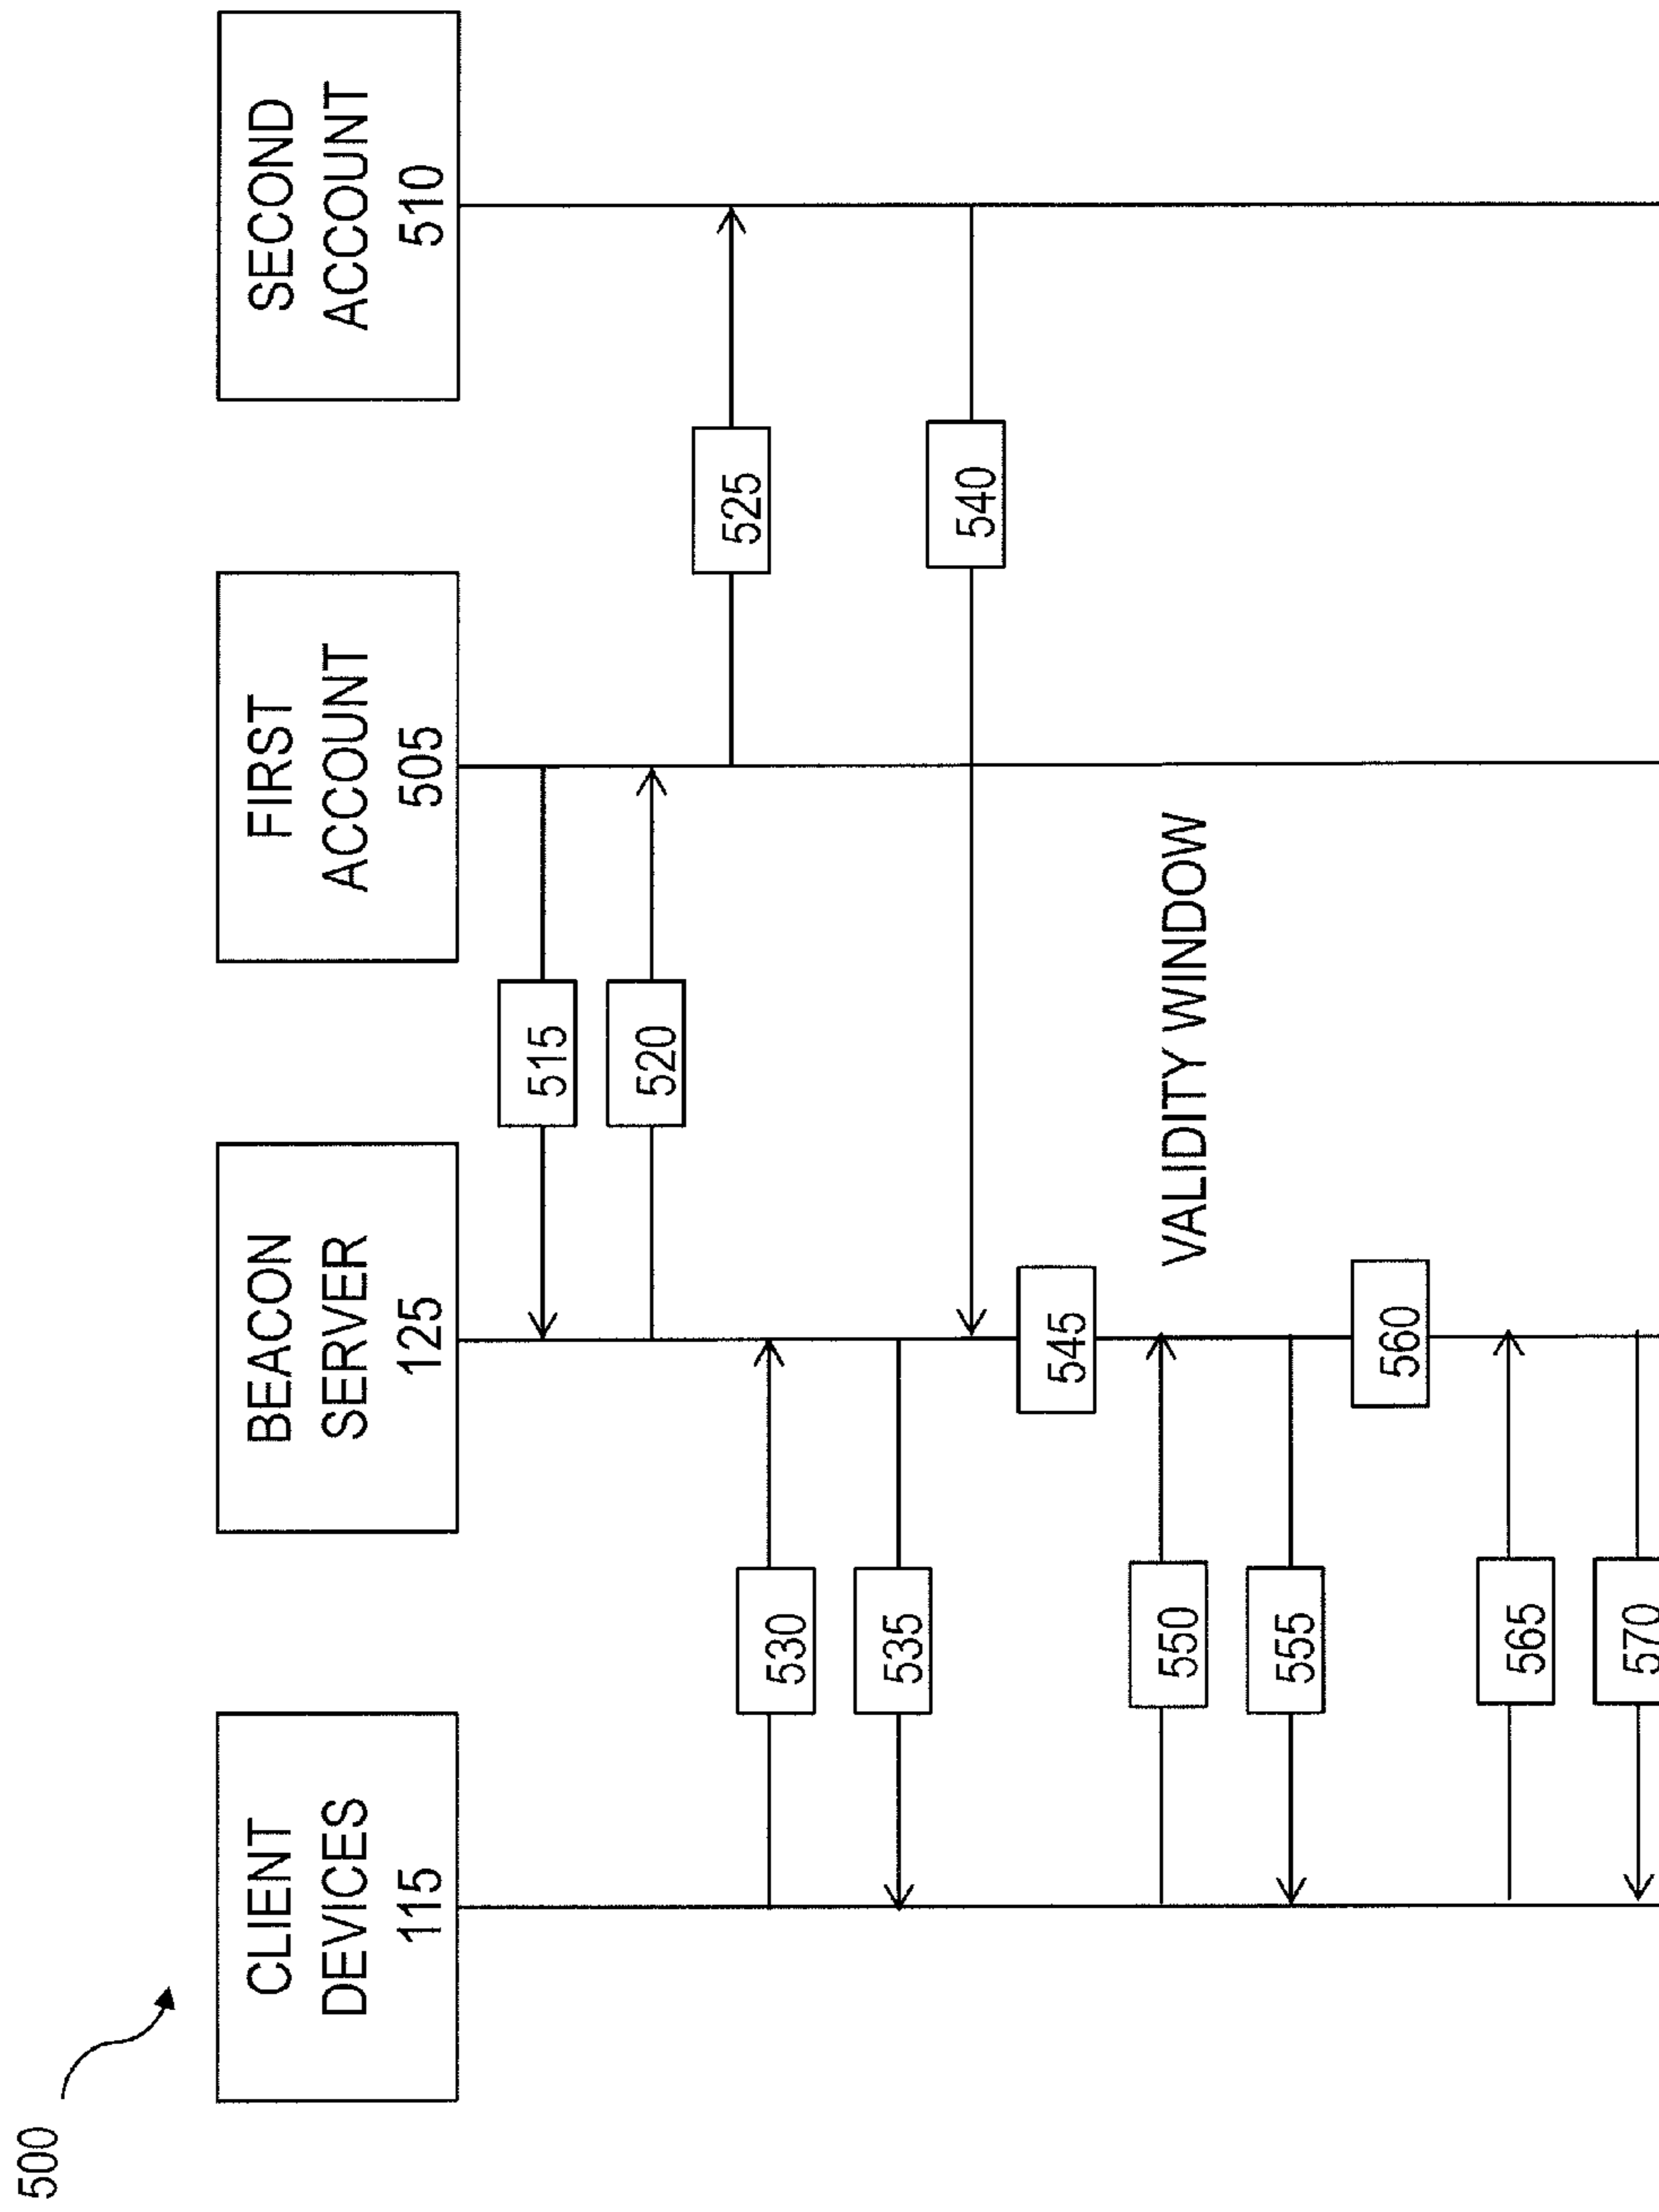 500
CLIENT
DEVICES
115
BEACON
SERVER
125
FIRST
ACCOUNT
505
SECOND
ACCOUNT
510
515
520
525
530
535
540
545
VALIDITY WINDOW
550
555
560
565
570